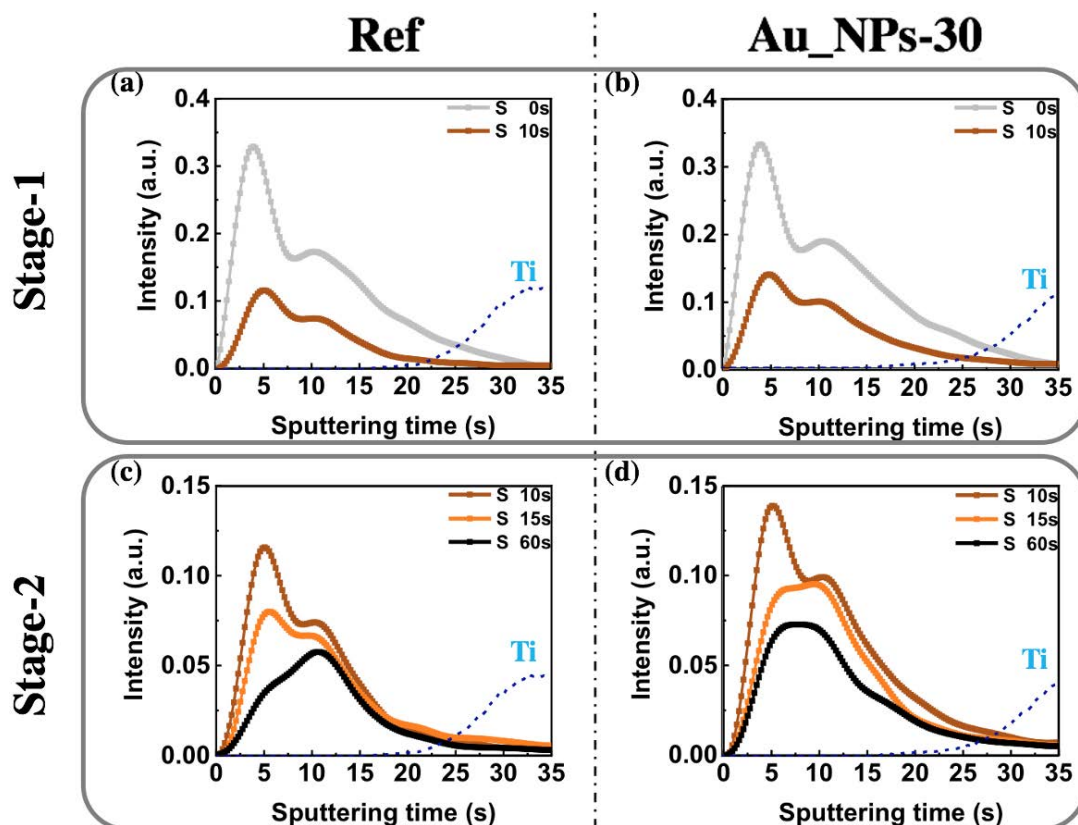 Ref
Au_NPs-30
Stage-1
(a)
0.4
0.3
0.2
0.1
0.0
Intensity (a.u.)
S 0s
S 10s
Ti
0 5 10 15 20 25 30 35
Sputtering time (s)
(b)
0.4
0.3
0.2
0.1
0.0
Intensity (a.u.)
S 0s
S 10s
Ti
0 5 10 15 20 25 30 35
Sputtering time (s)
Stage-2
(c)
0.15
0.10
0.05
0.00
Intensity (a.u.)
S 10s
S 15s
S 60s
Ti
0 5 10 15 20 25 30 35
Sputtering time (s)
(d)
0.15
0.10
0.05
0.00
Intensity (a.u.)
S 10s
S 15s
S 60s
Ti
0 5 10 15 20 25 30 35
Sputtering time (s)